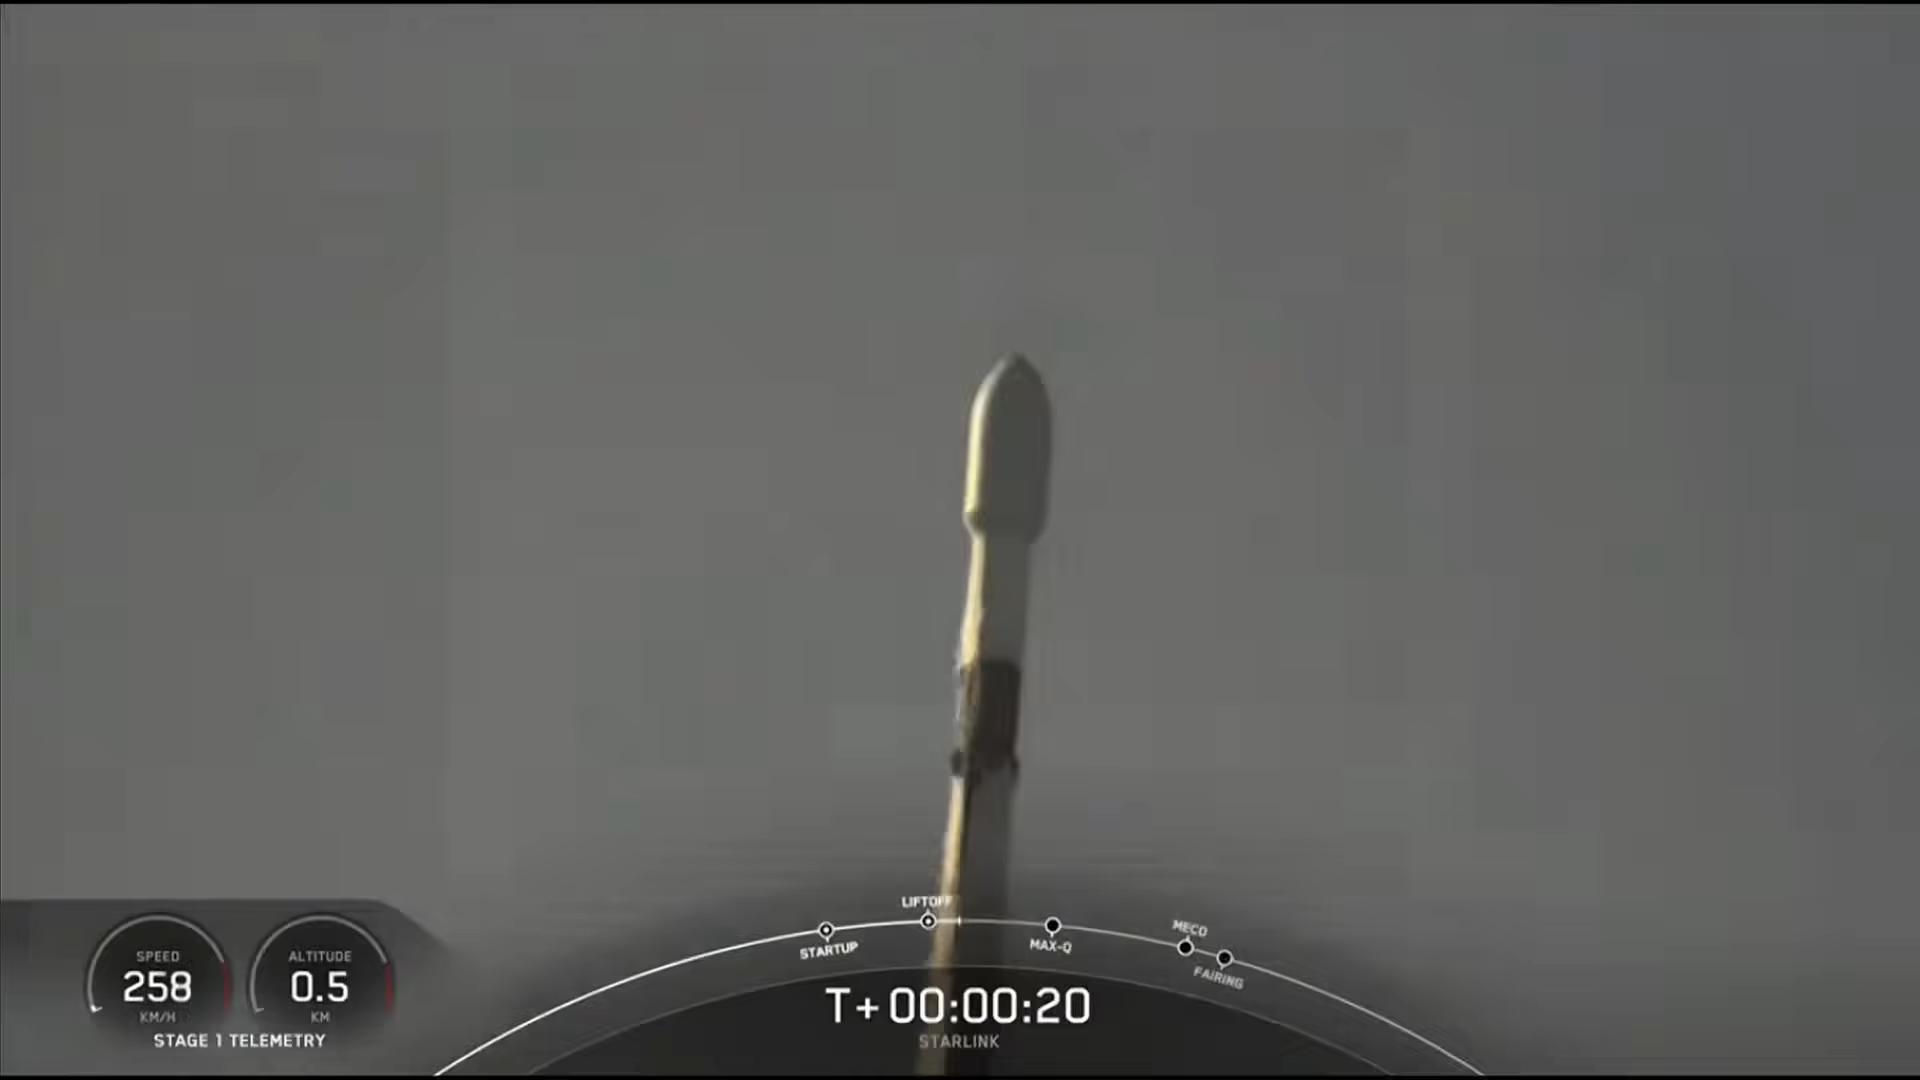 LIFTOFF
STARTUP
MAX-Q
MECO
FAIRING
SPEED
258
KM/H
ALTITUDE
0.5
KM
STAGE 1 TELEMETRY
T+00:00:20
STARLINK